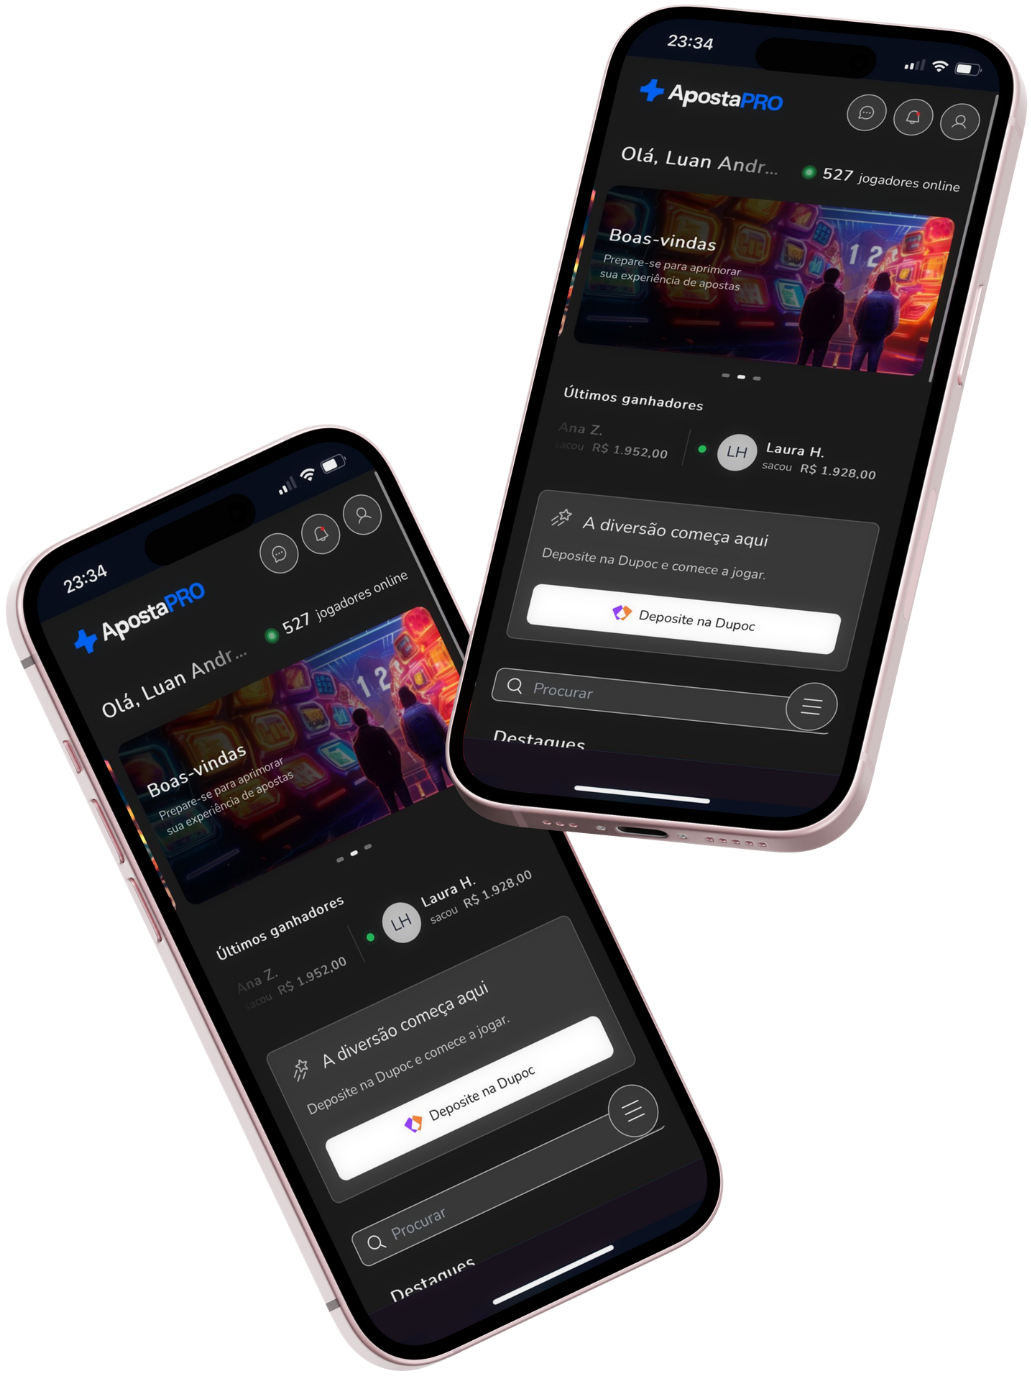 23:34
ApostaPRO
Olá, Luan Andr...
527 jogadores online
Boas-vindas
Prepare-se para aprimorar
sua experiência de apostas
1 2
Últimos ganhadores
Ana Z.
sacou R$ 1.952,00
LH
Laura H.
sacou R$ 1.928,00
A diversão começa aqui
Deposite na Dupoc e comece a jogar.
Deposite na Dupoc
Procurar
Destaques
23:34
ApostaPRO
Olá, Luan Andr...
527 jogadores online
Boas-vindas
Prepare-se para aprimorar
sua experiência de apostas
1 2
Últimos ganhadores
Ana Z.
sacou R$ 1.952,00
LH
Laura H.
sacou R$ 1.928,00
A diversão começa aqui
Deposite na Dupoc e comece a jogar.
Deposite na Dupoc
Procurar
Destaques